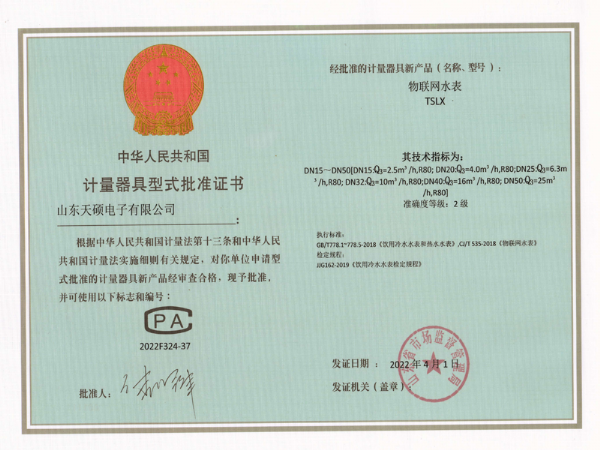 中华人民共和国
计量器具型式批准证书
山东天硕电子有限公司
:
根据中华人民共和国计量法第十三条和中华人民
共和国计量法实施细则有关规定，对你单位申请型
式批准的计量器具新产品经审查合格，现予批准，
并可使用以下标志和编号：
CPA
2022F324-37
批准人：
经批准的计量器具新产品（名称、型号）：
物联网水表
TSLX
其技术指标为：
DN15~DN50[DN15:Q₃=2.5m³/h,R80; DN20:Q₃=4.0m³/h,R80;DN25:Q₃=6.3m
³/h,R80; DN32:Q₃=10m³/h,R80;DN40:Q₃=16m³/h,R80; DN50:Q₃=25m³
/h,R80]
准确度等级：2 级
执行标准：
GB/T778.1~778.5-2018《饮用冷水水表和热水水表》,CJ/T 535-2018《物联网水表》
检定规程：
JJG162-2019《饮用冷水水表检定规程》
发证日期：2022 年 4 月 1 日
发证机关（盖章）：
山东省市场监督管理局